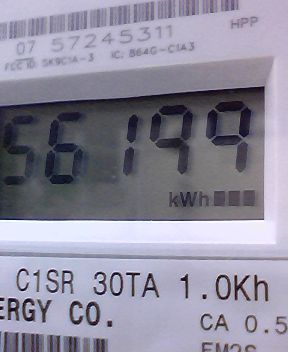 HPP
07 57245311
FCC ID: SK9C1A-3 IC: 864G-C1A3
56199
kWh
C1SR 30TA 1.0Kh
ERGY CO.
CA 0.5